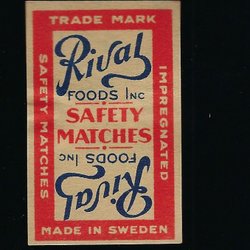 TRADE MARK
Rival
FOODS INC
SAFETY
MATCHES
FOODS INC
Rival
MADE IN SWEDEN
SAFETY MATCHES
IMPREGNATED